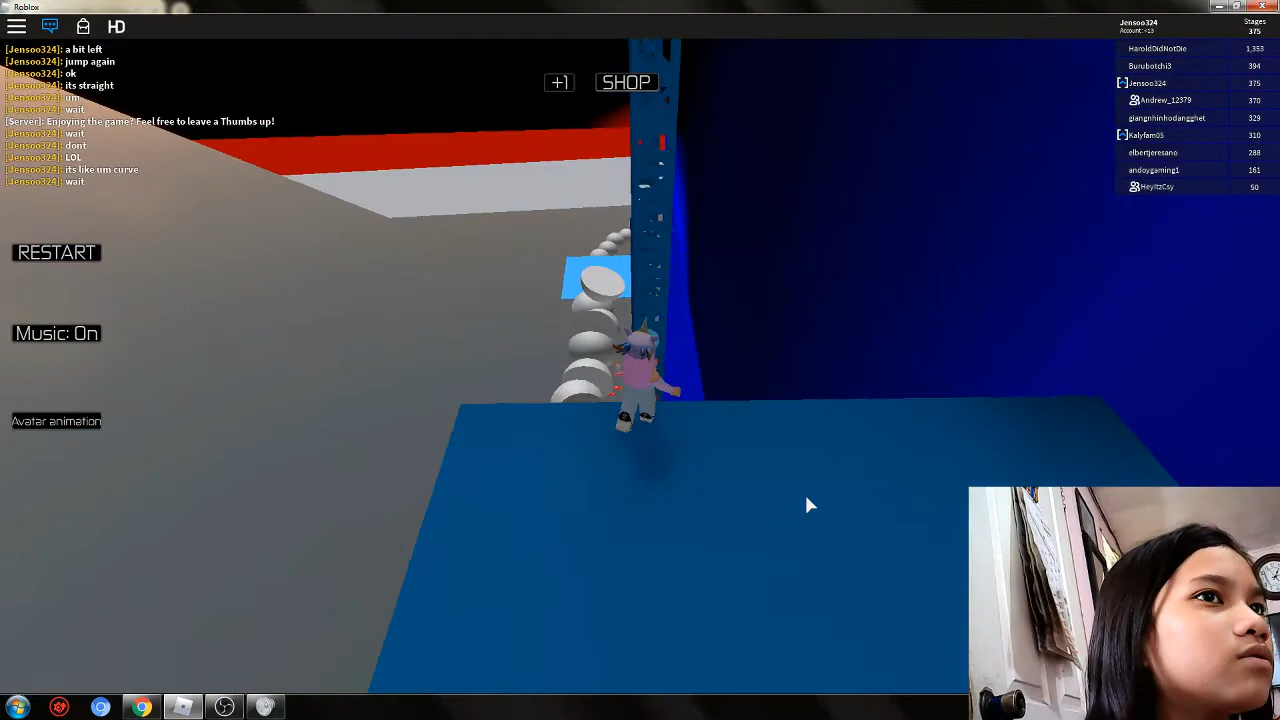 Roblox
HD
Jensoo324
Account: <13
Stages
375
[Jensoo324]: a bit left
[Jensoo324]: jump again
[Jensoo324]: ok
[Jensoo324]: its straight
[Jensoo324]: um
[Jensoo324]: wait
[Server]: Enjoying the game? Feel free to leave a Thumbs up!
[Jensoo324]: wait
[Jensoo324]: dont
[Jensoo324]: LOL
[Jensoo324]: its like um curve
[Jensoo324]: wait
+1 SHOP
HaroldDidNotDie 1,353
Burubotchi3 394
Jensoo324 375
Andrew_12379 370
giangnhinhodangghet 329
Kalyfam05 310
elbertjeresano 288
andoygaming1 161
HeyItzCsy 50
RESTART
Music: On
Avatar animation